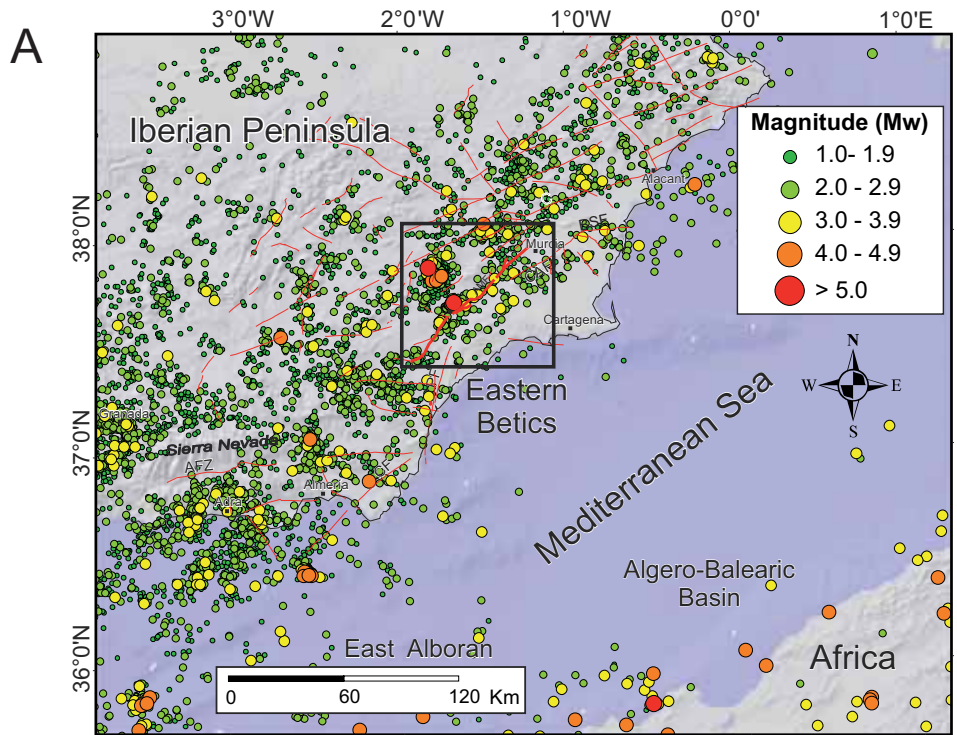 A
3°0'W 2°0'W 1°0'W 0°0' 1°0'E
38°0'N
37°0'N
36°0'N
Iberian Peninsula
Magnitude (Mw)
1.0- 1.9
2.0 - 2.9
3.0 - 3.9
4.0 - 4.9
> 5.0
Alacant
BSF
Murcia
Cartagena
N
W E
S
Eastern
Betics
Granada
Sierra Nevada
AFZ
Almeria
Adra
Mediterranean Sea
Algero-Balearic
Basin
East Alboran
Africa
0 60 120 Km